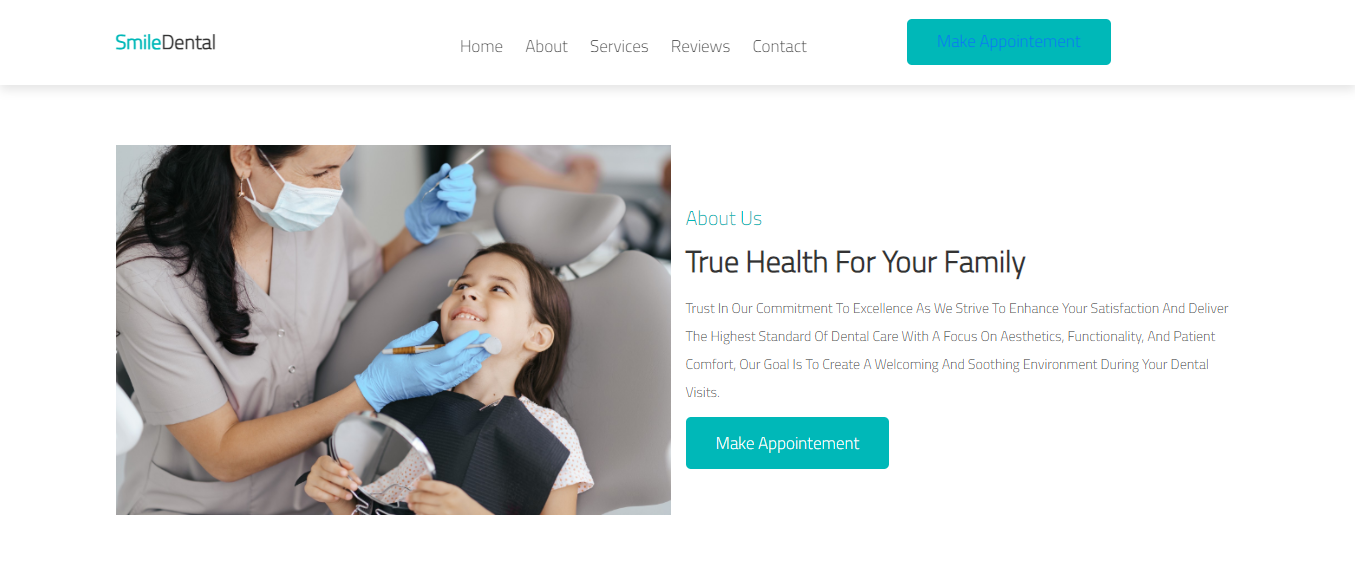 SmileDental
Home About Services Reviews Contact
Make Appointement
About Us
True Health For Your Family
Trust In Our Commitment To Excellence As We Strive To Enhance Your Satisfaction And Deliver
The Highest Standard Of Dental Care With A Focus On Aesthetics, Functionality, And Patient
Comfort, Our Goal Is To Create A Welcoming And Soothing Environment During Your Dental
Visits.
Make Appointement